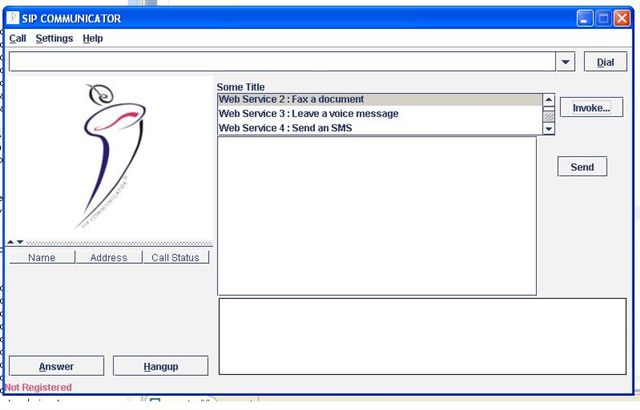 SIP COMMUNICATOR
Call Settings Help
Dial
Some Title
Web Service 2 : Fax a document
Web Service 3 : Leave a voice message
Web Service 4 : Send an SMS
Invoke...
Send
SIP COMMUNICATOR
Name Address Call Status
Answer Hangup
Not Registered